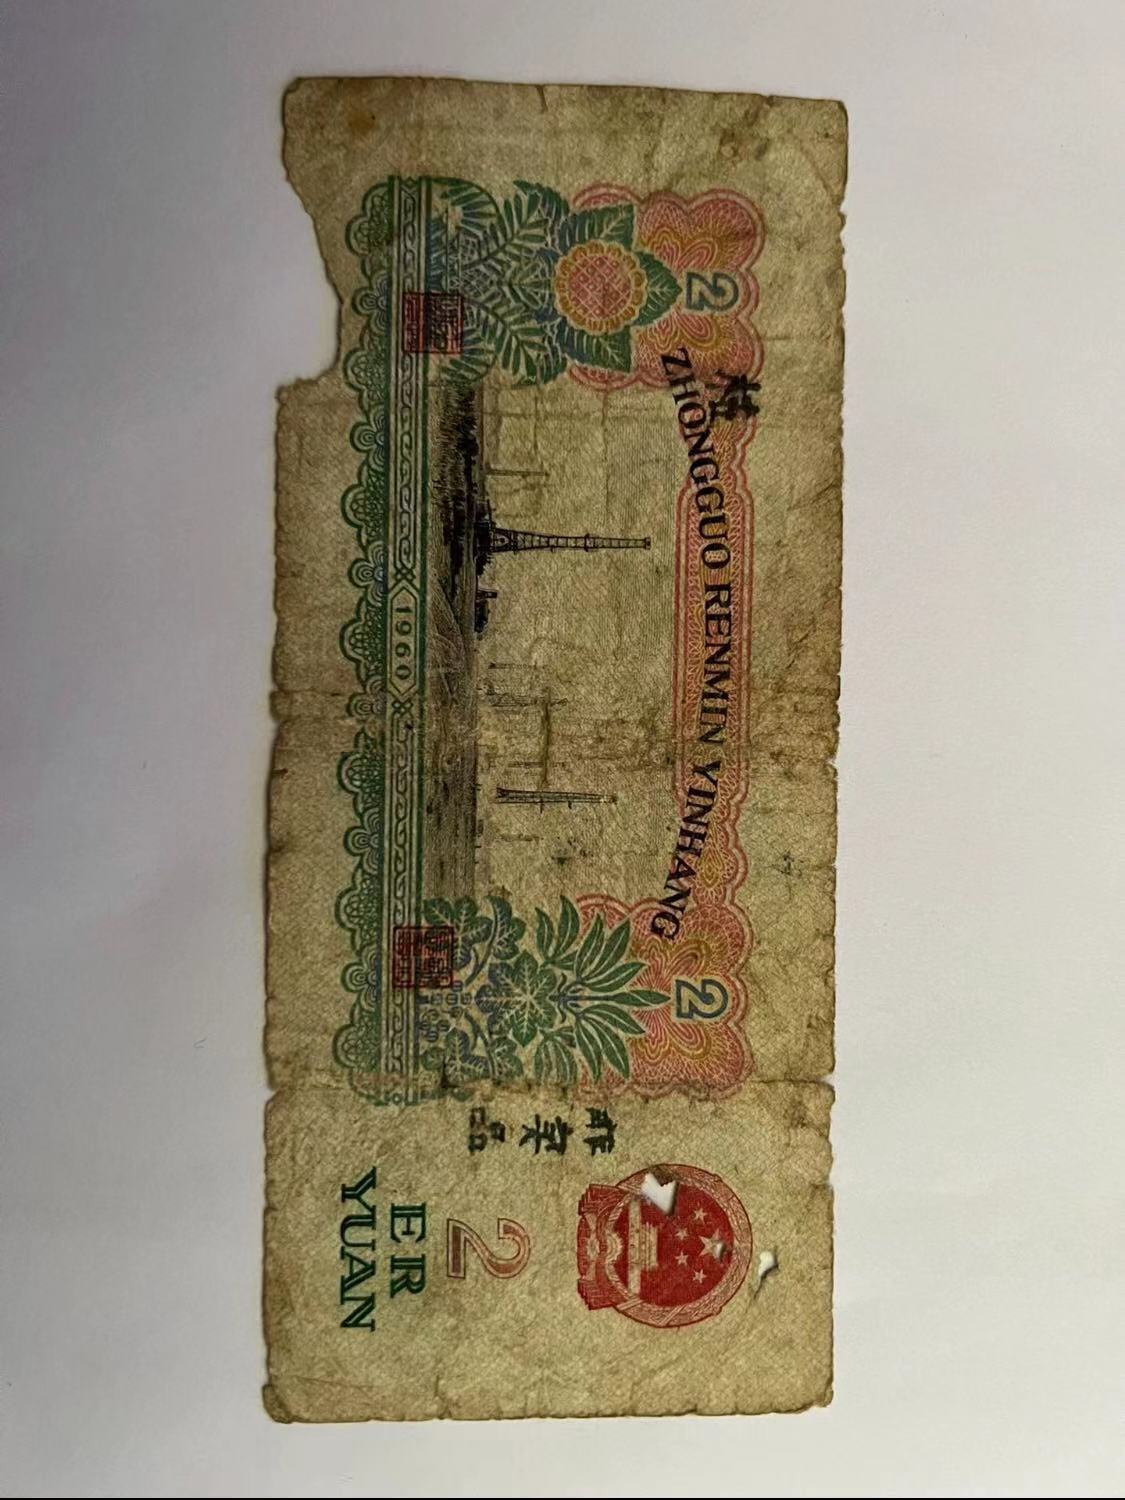 2
2
ZHONGGUO RENMIN YINHANG
2
ER
YUAN
1960